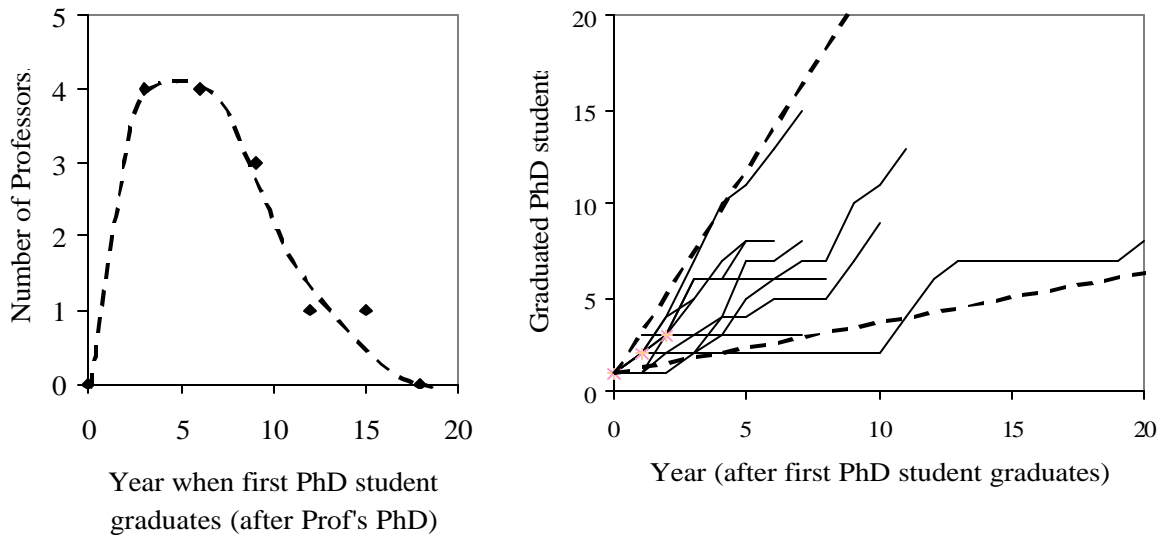 Number of Professors.
5
4
3
2
1
0
0 5 10 15 20
Year when first PhD student
graduates (after Prof's PhD)
Graduated PhD students
20
15
10
5
0
0 5 10 15 20
Year (after first PhD student graduates)